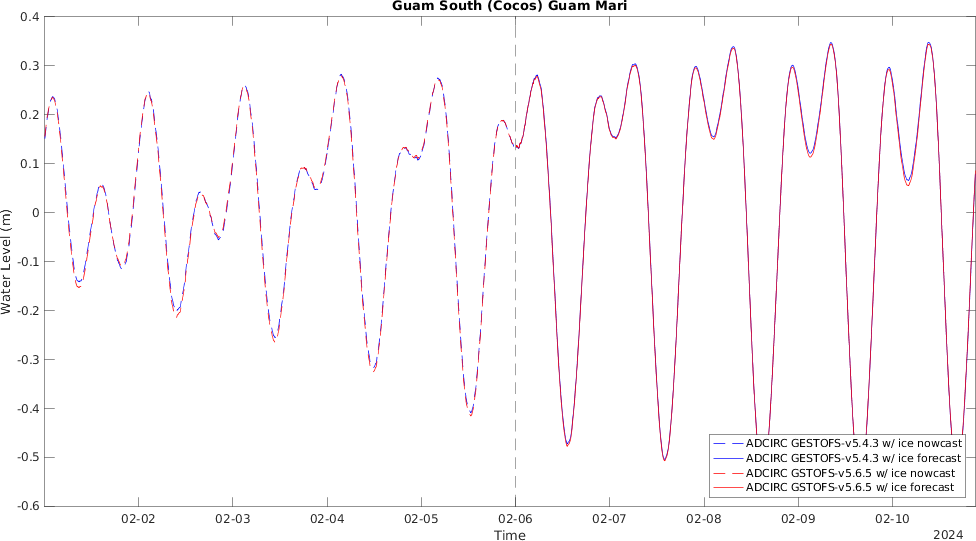 Guam South (Cocos) Guam Mari
0.4
0.3
0.2
0.1
0
-0.1
-0.2
-0.3
-0.4
-0.5
-0.6
Water Level (m)
ADCIRC GESTOFS-v5.4.3 w/ ice nowcast
ADCIRC GESTOFS-v5.4.3 w/ ice forecast
ADCIRC GSTOFS-v5.6.5 w/ ice nowcast
ADCIRC GSTOFS-v5.6.5 w/ ice forecast
02-02 02-03 02-04 02-05 02-06 02-07 02-08 02-09 02-10
Time
2024